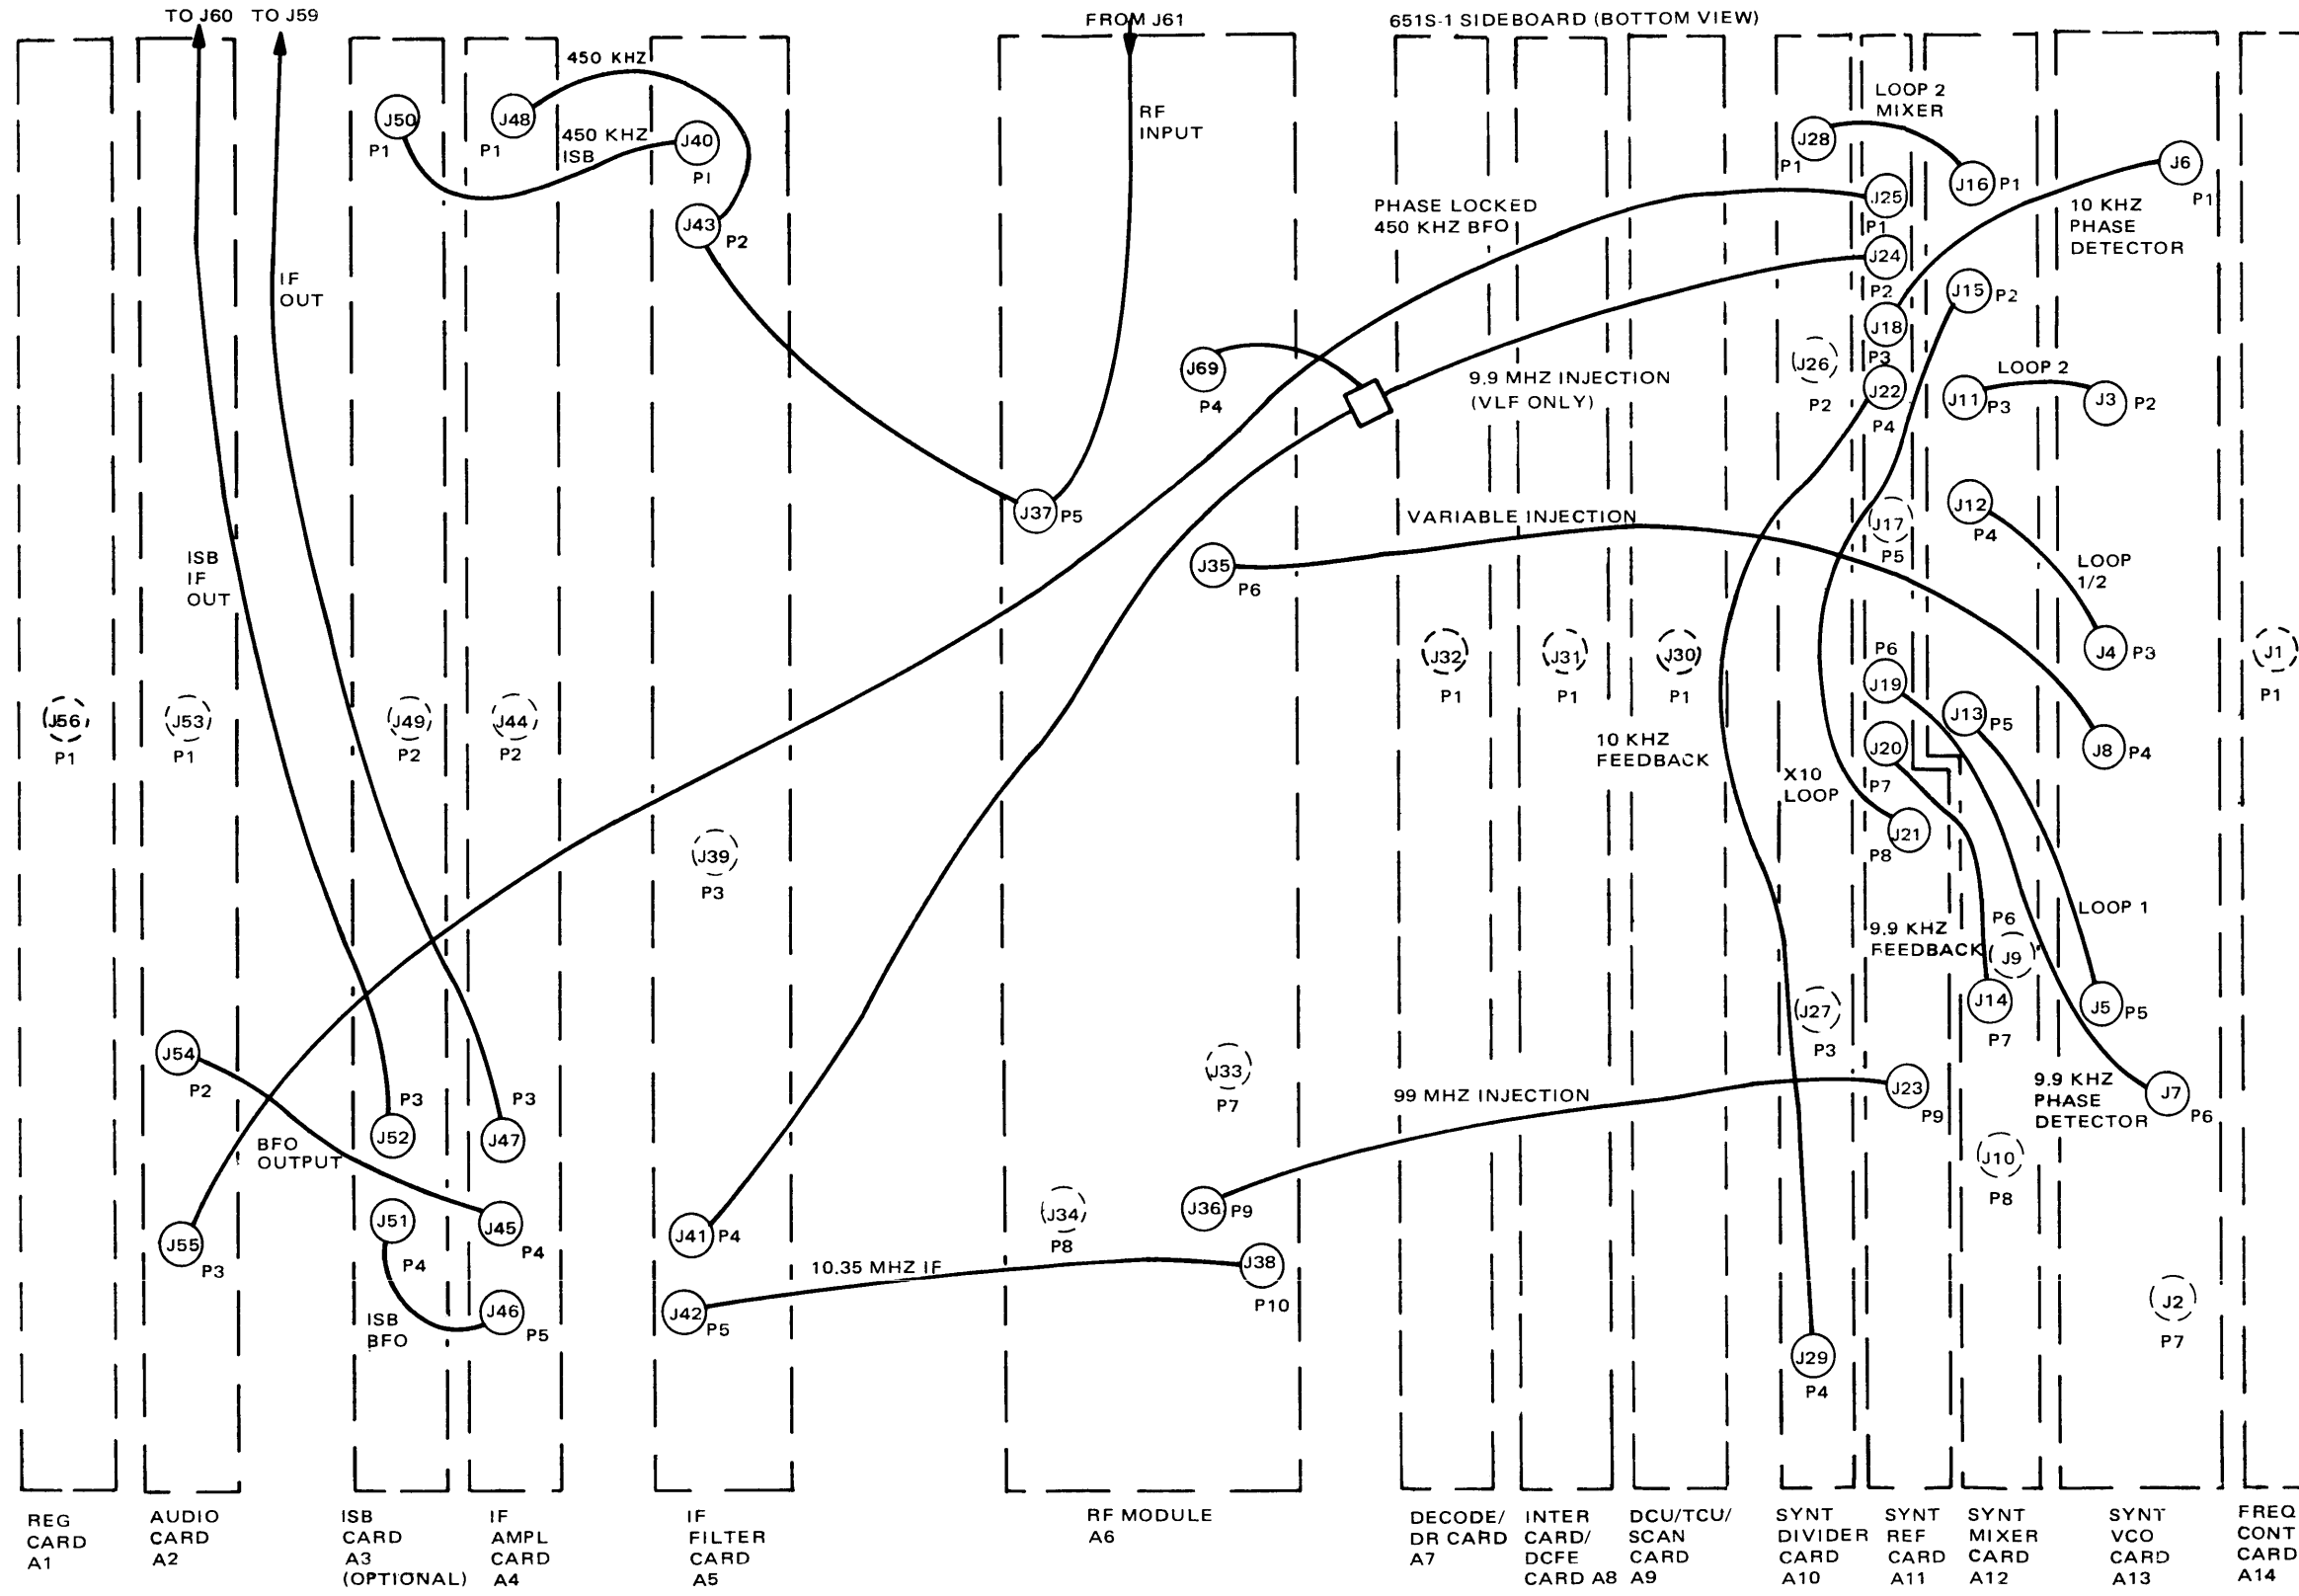 TO J60 TO J59
FROM J61
651S-1 SIDEBOARD (BOTTOM VIEW)
450 KHZ
J50
P1
J48
P1
450 KHZ
ISB
J40
P1
J43
P2
RF
INPUT
LOOP 2
MIXER
J28
P1
J16 P1
J6
P1
J25
P1
PHASE LOCKED
450 KHZ BFO
10 KHZ
PHASE
DETECTOR
J24
P2
J15 P2
IF
OUT
J18
P3
J69
P4
9.9 MHZ INJECTION
(VLF ONLY)
J26
P2
J22
P4
LOOP 2
J11 P3
J3 P2
J37 P5
VARIABLE INJECTION
J17
P5
J12
P4
ISB
IF
OUT
J35
P6
LOOP
1/2
J32
P1
J31
P1
J30
P1
P6
J19
J4 P3
J1
P1
J56
P1
J53
P1
J49
P2
J44
P2
J13 P5
J20
P7
J8 P4
10 KHZ
FEEDBACK
X10
LOOP
J21
P8
J39
P3
LOOP 1
9.9 KHZ
FEEDBACK
P6
J9
J14
P7
J5 P5
J27
P3
J54
P2
J33
P7
99 MHZ INJECTION
J23
P9
9.9 KHZ
PHASE
DETECTOR
J7
P6
P3
J52
P3
J47
BFO
OUTPUT
J10
P8
J55
P3
J51
P4
J45
P4
J41 P4
J34
P8
J36 P9
10.35 MHZ IF
J38
P10
ISB
BFO
J46
P5
J42
P5
J2
P7
J29
P4
REG
CARD
A1
AUDIO
CARD
A2
ISB
CARD
A3
(OPTIONAL)
IF
AMPL
CARD
A4
IF
FILTER
CARD
A5
RF MODULE
A6
DECODE/
DR CARD
A7
INTER
CARD/
DCFE
CARD A8
DCU/TCU/
SCAN
CARD
A9
SYNT
DIVIDER
CARD
A10
SYNT
REF
CARD
A11
SYNT
MIXER
CARD
A12
SYNT
VCO
CARD
A13
FREQ
CONT
CARD
A14